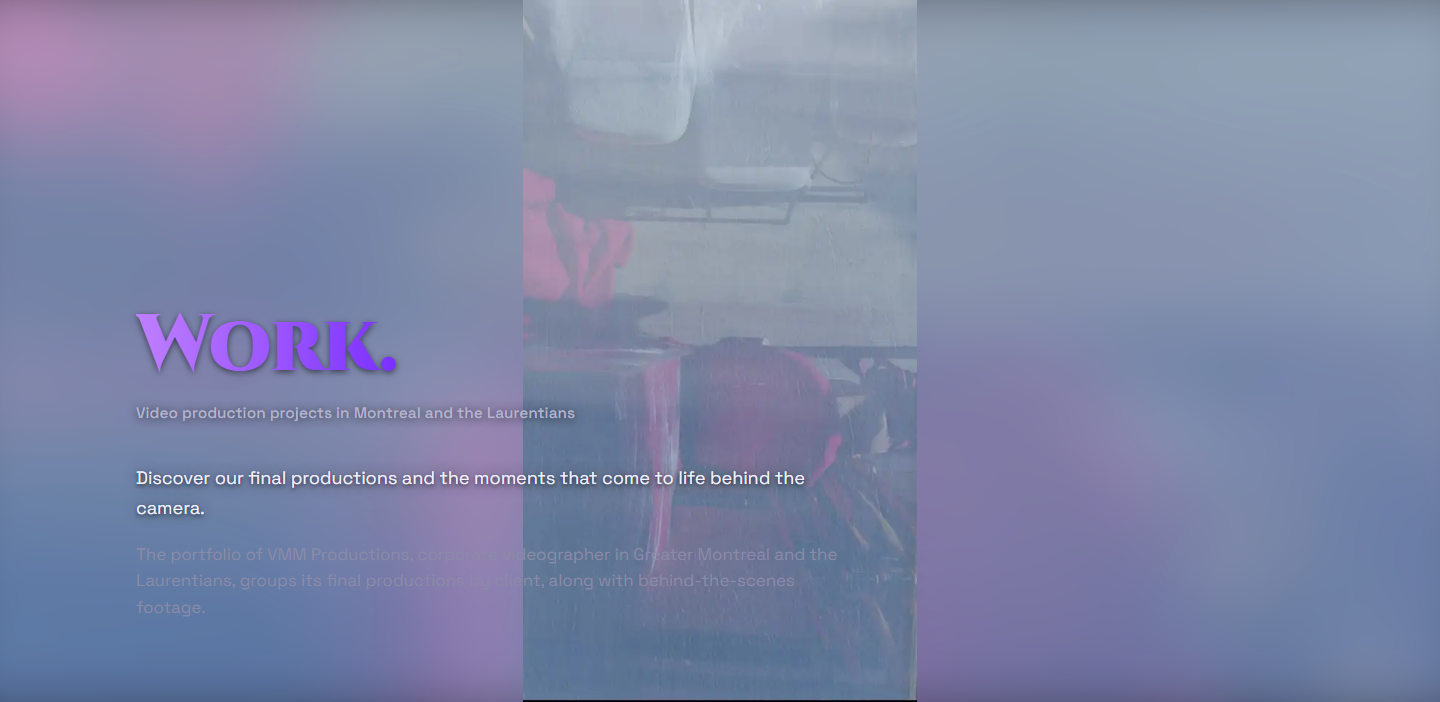 Work.
Video production projects in Montreal and the Laurentians
Discover our final productions and the moments that come to life behind the
camera.
The portfolio of VMM Productions, corporate videographer in Greater Montreal and the
Laurentians, groups its final productions by client, along with behind-the-scenes
footage.